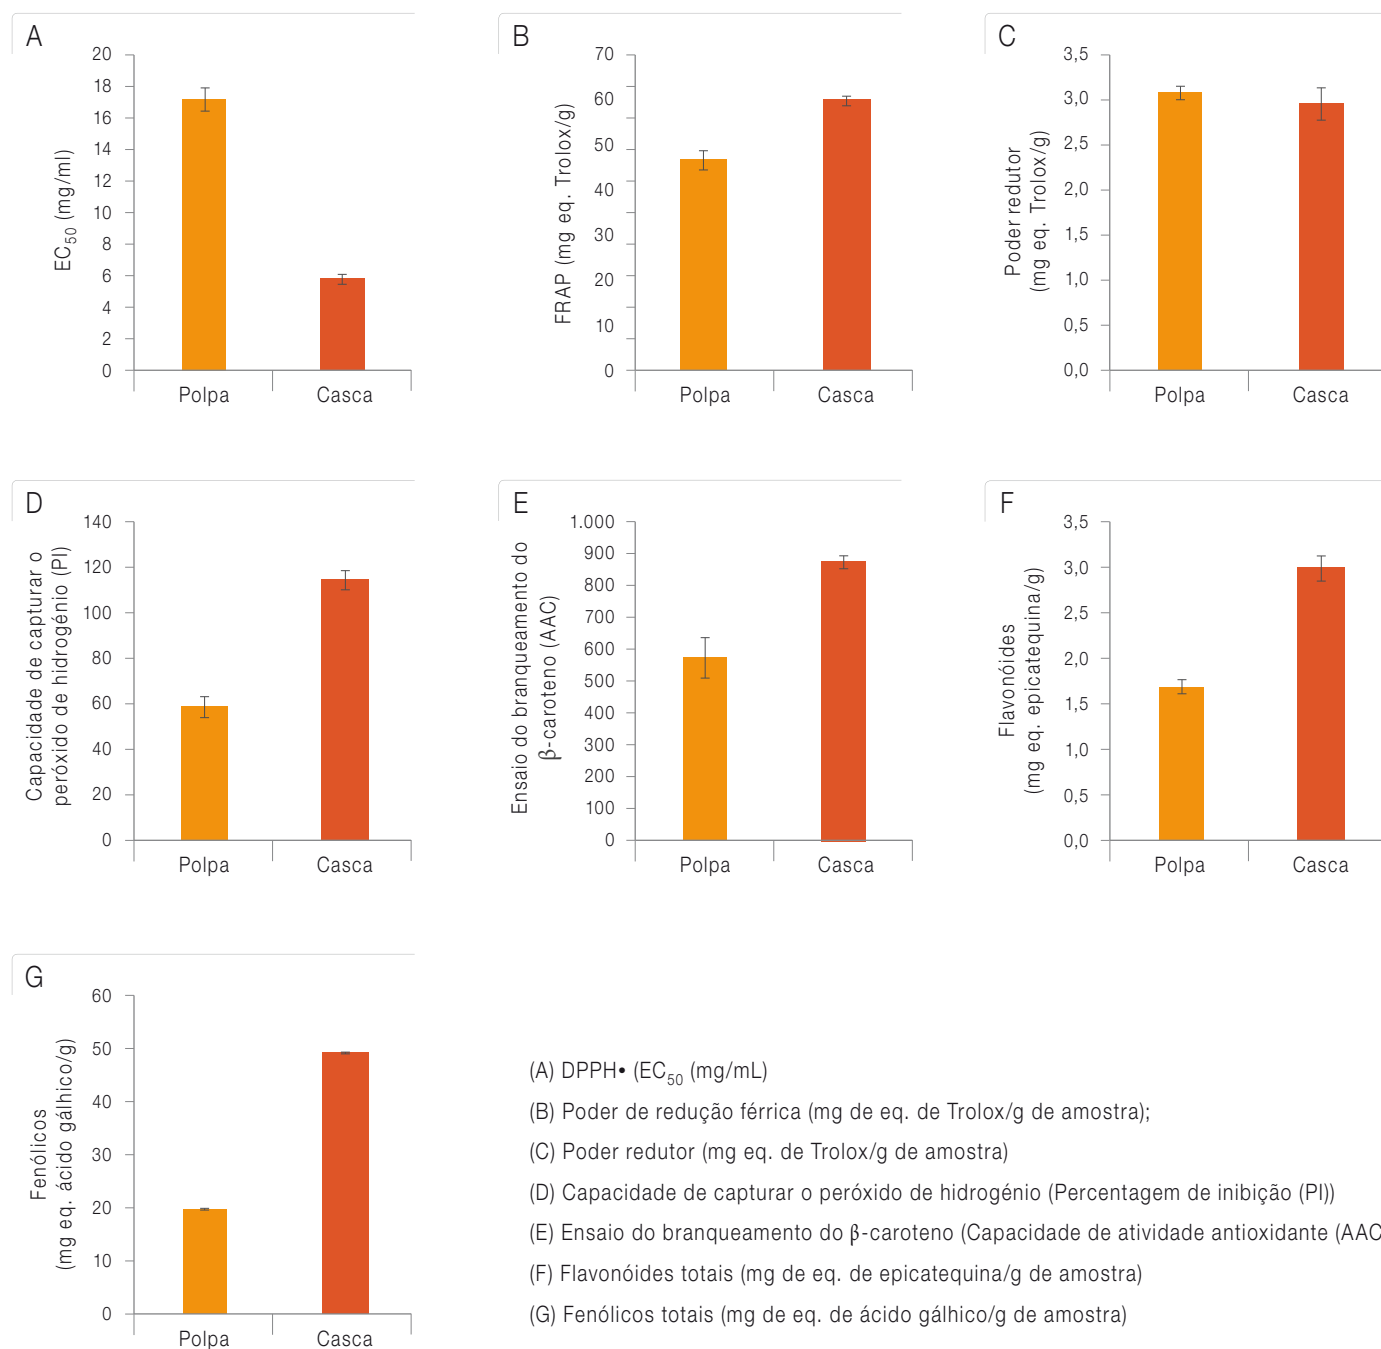 A
EC50 (mg/ml)
20
18
16
14
12
10
8
6
4
2
0
Polpa Casca
B
FRAP (mg eq. Trolox/g)
70
60
50
40
30
20
10
0
Polpa Casca
C
Poder redutor
(mg eq. Trolox/g)
3,5
3,0
2,5
2,0
1,5
1,0
0,5
0,0
Polpa Casca
D
Capacidade de capturar o
peróxido de hidrogénio (PI)
140
120
100
80
60
40
20
0
Polpa Casca
E
Ensaio do branqueamento do
β-caroteno (AAC)
1.000
900
800
700
600
500
400
300
200
100
0
Polpa Casca
F
Flavonóides
(mg eq. epicatequina/g)
3,5
3,0
2,5
2,0
1,5
1,0
0,5
0,0
Polpa Casca
G
Fenólicos
(mg eq. ácido gálhico/g)
60
50
40
30
20
10
0
Polpa Casca
(A) DPPH• (EC50 (mg/mL)
(B) Poder de redução férrica (mg de eq. de Trolox/g de amostra);
(C) Poder redutor (mg eq. de Trolox/g de amostra)
(D) Capacidade de capturar o peróxido de hidrogénio (Percentagem de inibição (PI))
(E) Ensaio do branqueamento do β-caroteno (Capacidade de atividade antioxidante (AAC
(F) Flavonóides totais (mg de eq. de epicatequina/g de amostra)
(G) Fenólicos totais (mg de eq. de ácido gálhico/g de amostra)